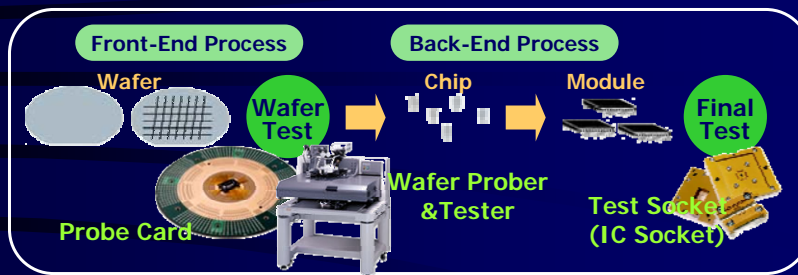 Front-End Process
Back-End Process
Wafer
Wafer
Test
Chip
Module
Final
Test
Probe Card
Wafer Prober
&Tester
Test Socket
(IC Socket)